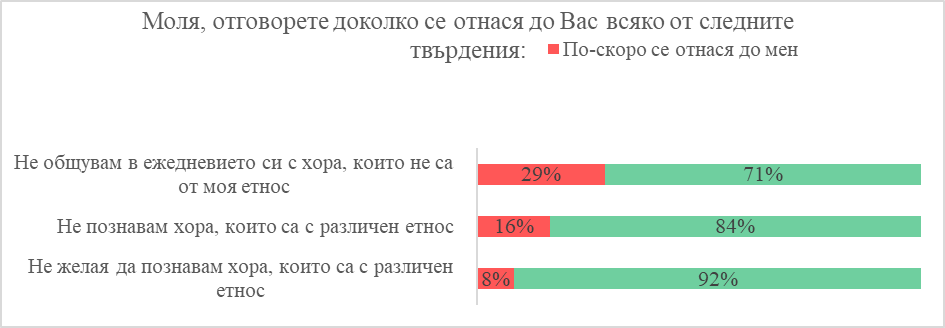 Моля, отговорете доколко се отнася до Вас всяко от следните
твърдения:
По-скоро се отнася до мен
Не общувам в ежедневието си с хора, които не са
от моя етнос
29%
71%
Не познавам хора, които са с различен етнос
16%
84%
Не желая да познавам хора, които са с различен
етнос
8%
92%